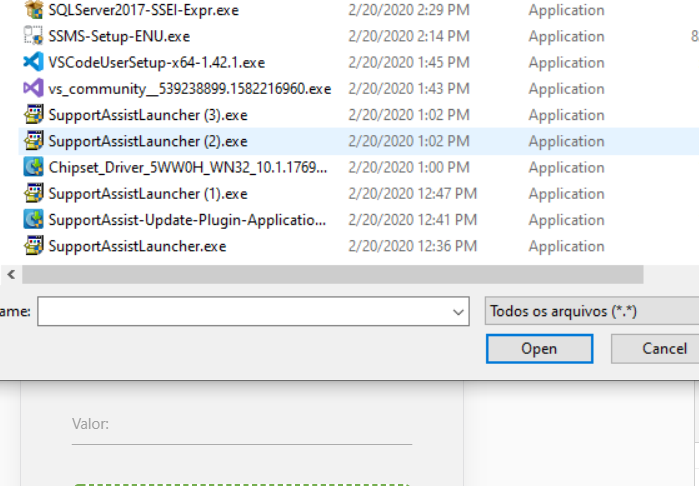 SQLServer2017-SSEI-Expr.exe 2/20/2020 2:29 PM Application
SSMS-Setup-ENU.exe 2/20/2020 2:14 PM Application 8
VSCodeUserSetup-x64-1.42.1.exe 2/20/2020 1:45 PM Application
vs_community__539238899.1582216960.exe 2/20/2020 1:43 PM Application
SupportAssistLauncher (3).exe 2/20/2020 1:02 PM Application
SupportAssistLauncher (2).exe 2/20/2020 1:02 PM Application
Chipset_Driver_5WW0H_WN32_10.1.1769... 2/20/2020 1:00 PM Application
SupportAssistLauncher (1).exe 2/20/2020 12:47 PM Application
SupportAssist-Update-Plugin-Applicatio... 2/20/2020 12:41 PM Application
SupportAssistLauncher.exe 2/20/2020 12:36 PM Application
ame: Todos os arquivos (*.*)
Open Cancel
Valor: